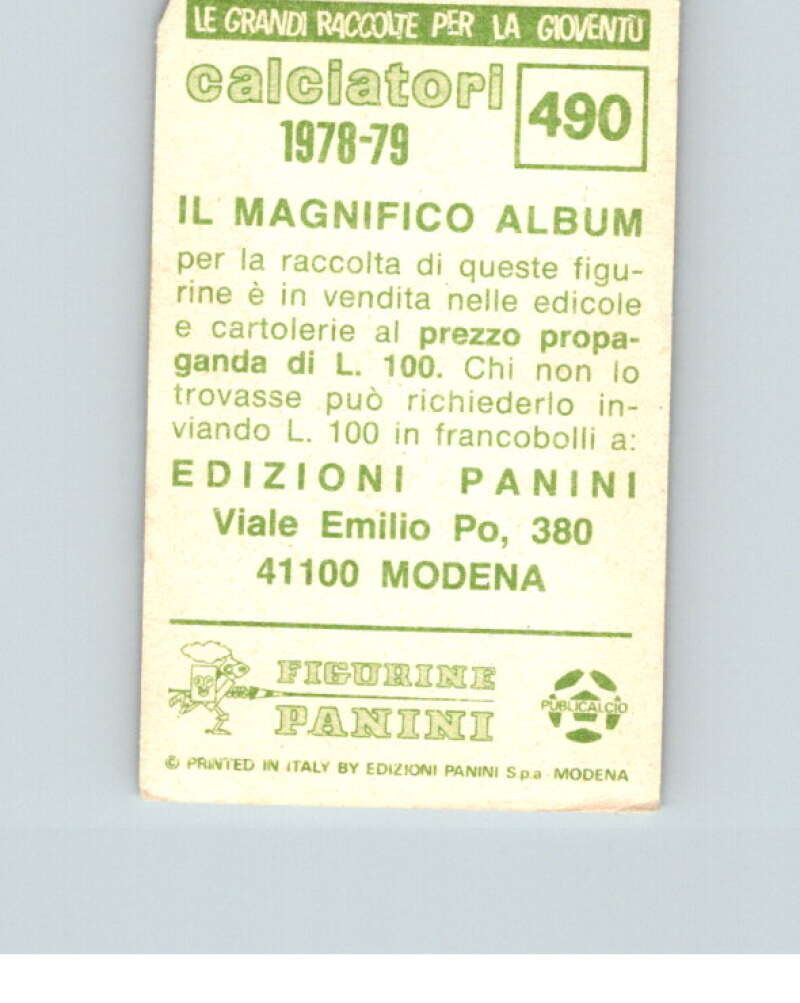 LE GRANDI RACCOLTE PER LA GIOVENTÙ
calciatori
1978-79
490
IL MAGNIFICO ALBUM
per la raccolta di queste figu-
rine è in vendita nelle edicole
e cartolerie al prezzo propa-
ganda di L. 100. Chi non lo
trovasse può richiederlo in-
viando L. 100 in francobolli a:
EDIZIONI PANINI
Viale Emilio Po, 380
41100 MODENA
FIGURINE
PANINI
PUBLICALCIO
© PRINTED IN ITALY BY EDIZIONI PANINI S.p.a - MODENA